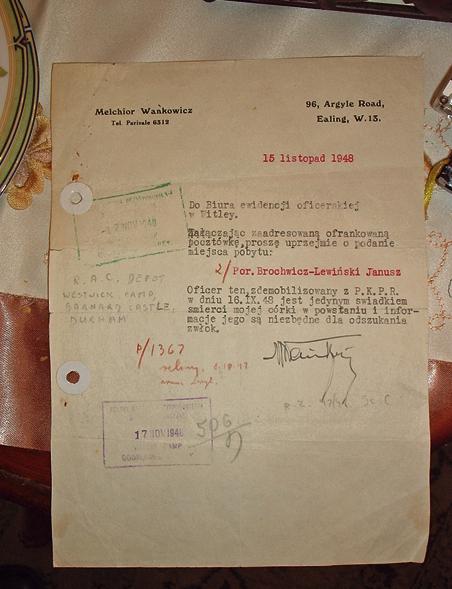 Melchior Wańkowicz
Tel. Perivale 6312
96, Argyle Road,
Ealing, W.13.
15 listopad 1948
Do Biura ewidencji oficerskiej
w Witley.
Załączając zaadresowaną ofrankowaną
pocztówkę,proszę uprzejmie o podanie
miejsca pobytu:
2/ Por. Brochwicz-Lewiński Janusz
Oficer ten,zdemobilizowany z P.K.P.R.
w dniu 16.IX.48 jest jedynym świadkiem
śmierci mojej córki w powstaniu i infor-
macje jego są niezbędne dla odszukania
zwłok.
R.A.C. DEPOT
WESTWICK CAMP,
BARNARD CASTLE,
DURHAM
P/1367
17 NOV 1948
CAMP
506